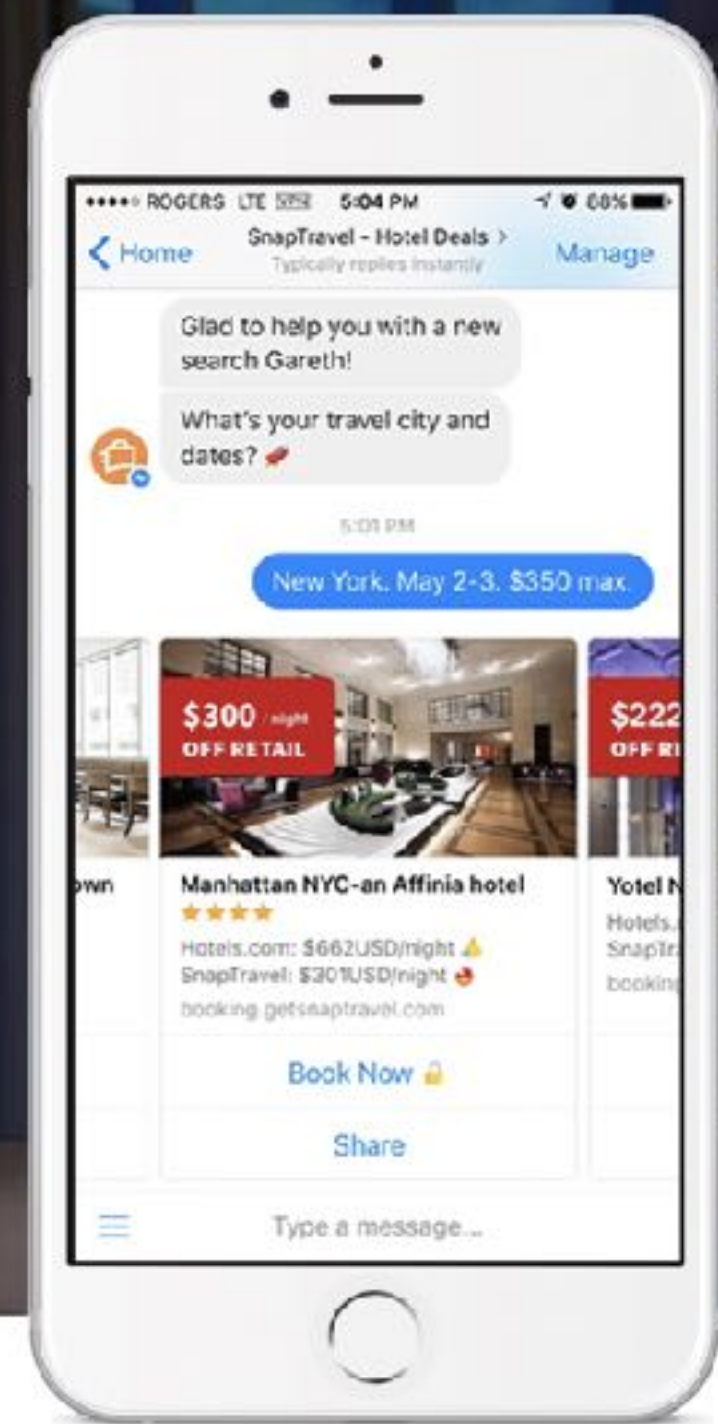 ROGERS LTE VPN 5:04 PM 68%
Home
SnapTravel - Hotel Deals >
Typically replies instantly
Manage
Glad to help you with a new
search Gareth!
What's your travel city and
dates?
5:01 PM
New York. May 2-3. $350 max
$300 / night
OFF RETAIL
$222
OFF RE
own
Manhattan NYC-an Affinia hotel
Hotels.com: $662USD/night
SnapTravel: $301USD/night
booking.getsnaptravel.com
Yotel N
Hotels.
SnapTr
booking
Book Now
Share
Type a message...